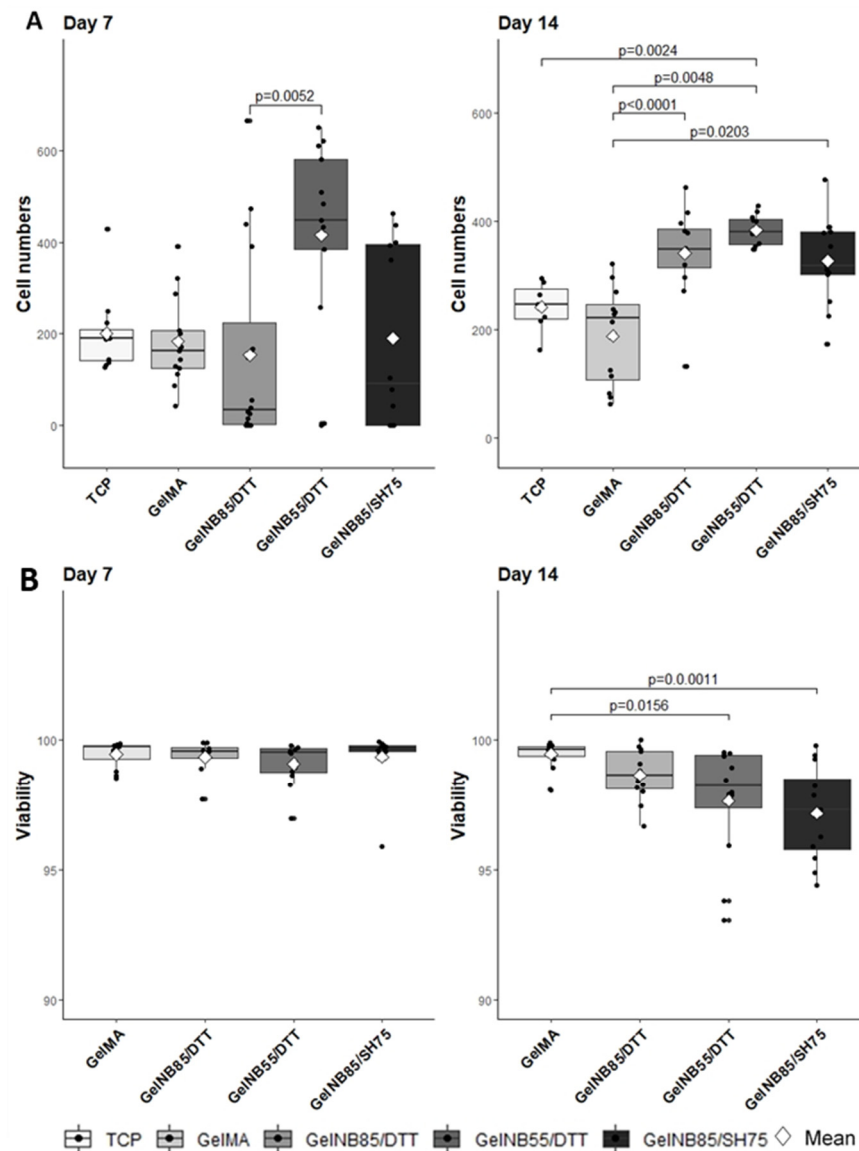 A
Day 7
Day 14
p=0.0052
p=0.0024
p=0.0048
p<0.0001
p=0.0203
Cell numbers
600
400
200
0
Cell numbers
600
400
200
0
TCP
GelMA
GelNB85/DTT
GelNB55/DTT
GelNB85/SH75
TCP
GelMA
GelNB85/DTT
GelNB55/DTT
GelNB85/SH75
B
Day 7
Day 14
p=0.0.0011
p=0.0156
Viability
100
95
90
Viability
100
95
90
GelMA
GelNB85/DTT
GelNB55/DTT
GelNB85/SH75
GelMA
GelNB85/DTT
GelNB55/DTT
GelNB85/SH75
TCP GelMA GelNB85/DTT GelNB55/DTT GelNB85/SH75 Mean